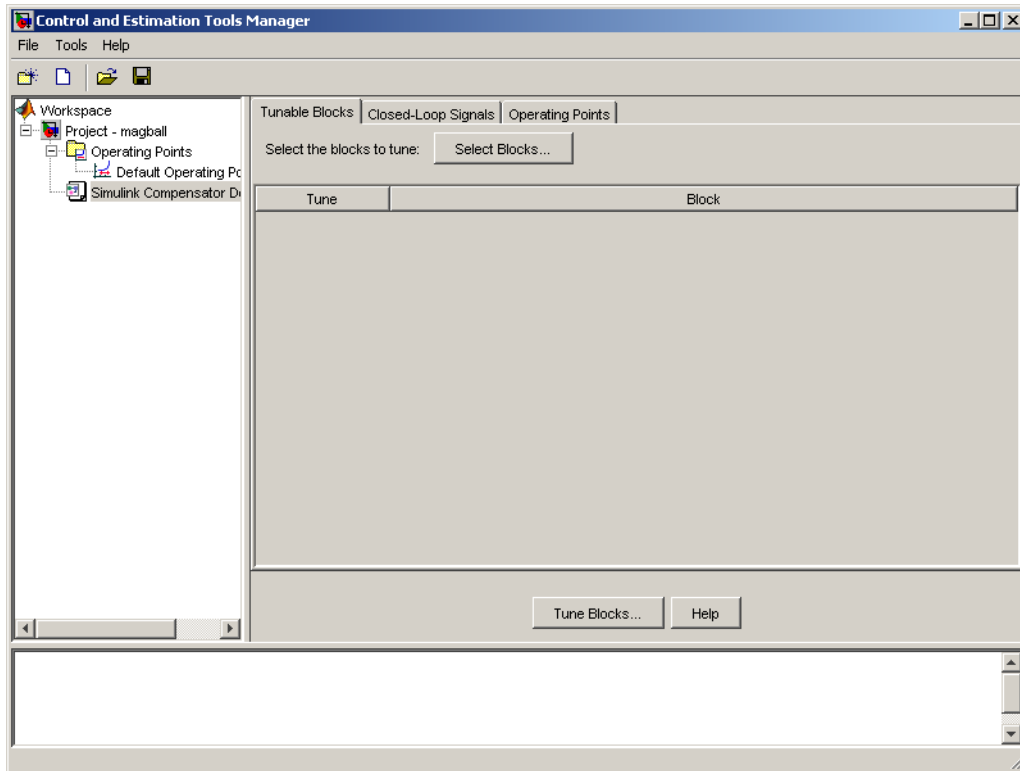 Control and Estimation Tools Manager
File Tools Help
Workspace
Project - magball
Operating Points
Default Operating Po
Simulink Compensator De
Tunable Blocks Closed-Loop Signals Operating Points
Select the blocks to tune: Select Blocks...
Tune Block
Tune Blocks... Help